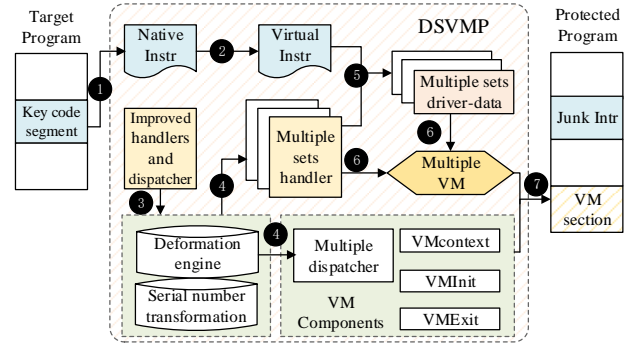 Target
Program
DSVMP
Protected
Program
Native
Instr
2
Virtual
Instr
1
5
Key code
segment
Multiple sets
driver-data
Junk Intr
Improved
handlers and
dispatcher
Multiple
sets
handler
6
6
Multiple
VM
4
7
3
VM
section
Deformation
engine
4
Multiple
dispatcher
VMcontext
VMInit
Serial number
transformation
VM
Components
VMExit